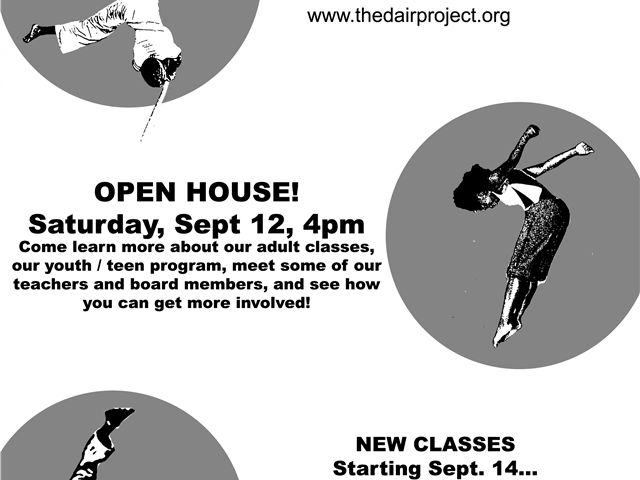 www.thedairproject.org
OPEN HOUSE!
Saturday, Sept 12, 4pm
Come learn more about our adult classes,
our youth / teen program, meet some of our
teachers and board members, and see how
you can get more involved!
NEW CLASSES
Starting Sept. 14...